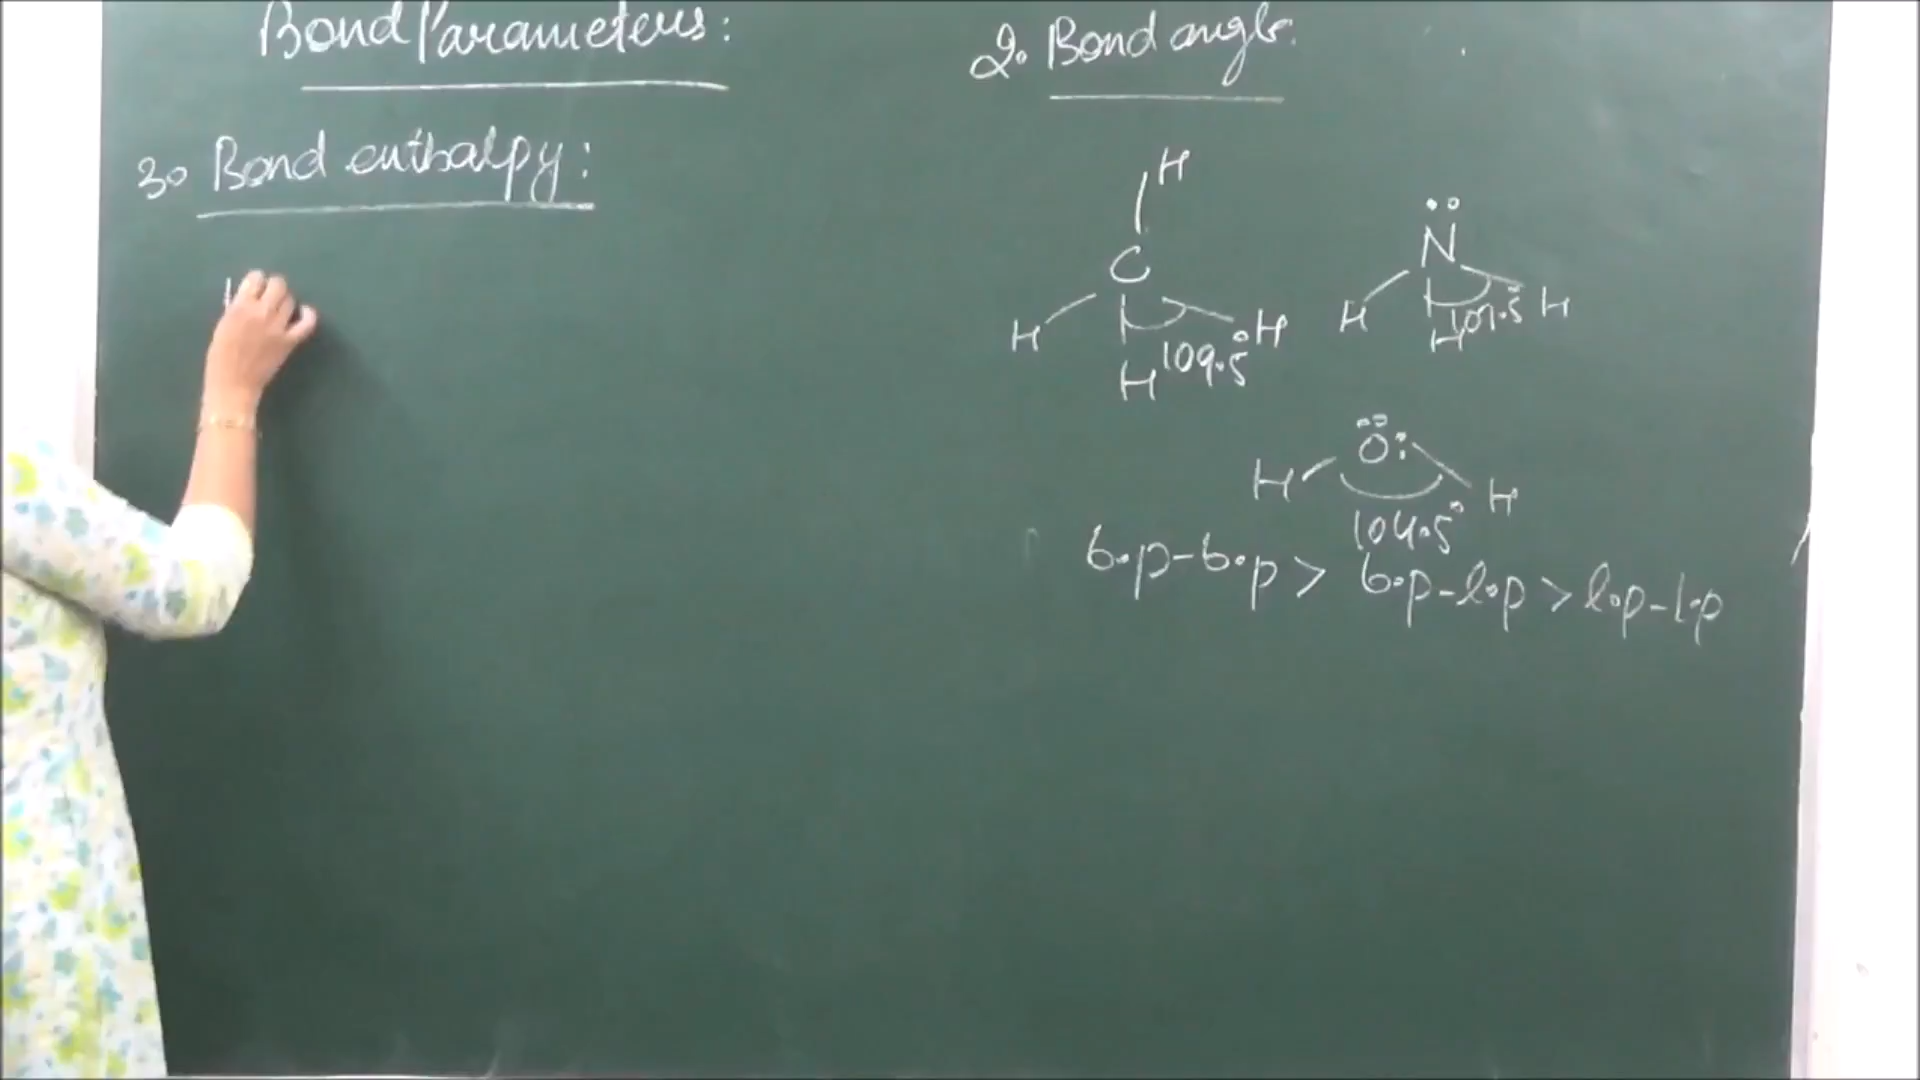 Bond Parameters:
3. Bond enthalpy:
2. Bond angle:
H
C
H H
H 109.5°
N
H H
H 107.5°
O
H H
104.5°
b.p-b.p > b.p-l.p > l.p-l.p